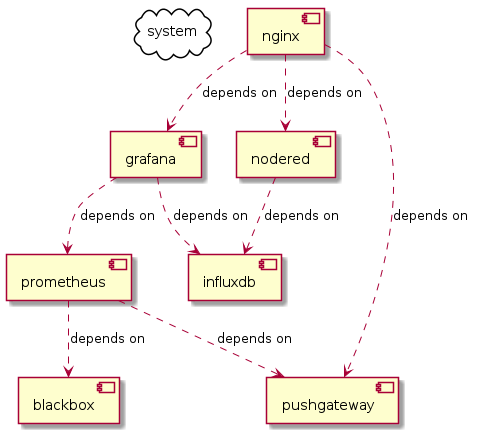 system
nginx
depends on
depends on
grafana
nodered
depends on
depends on
depends on
depends on
prometheus
influxdb
depends on
depends on
blackbox
pushgateway